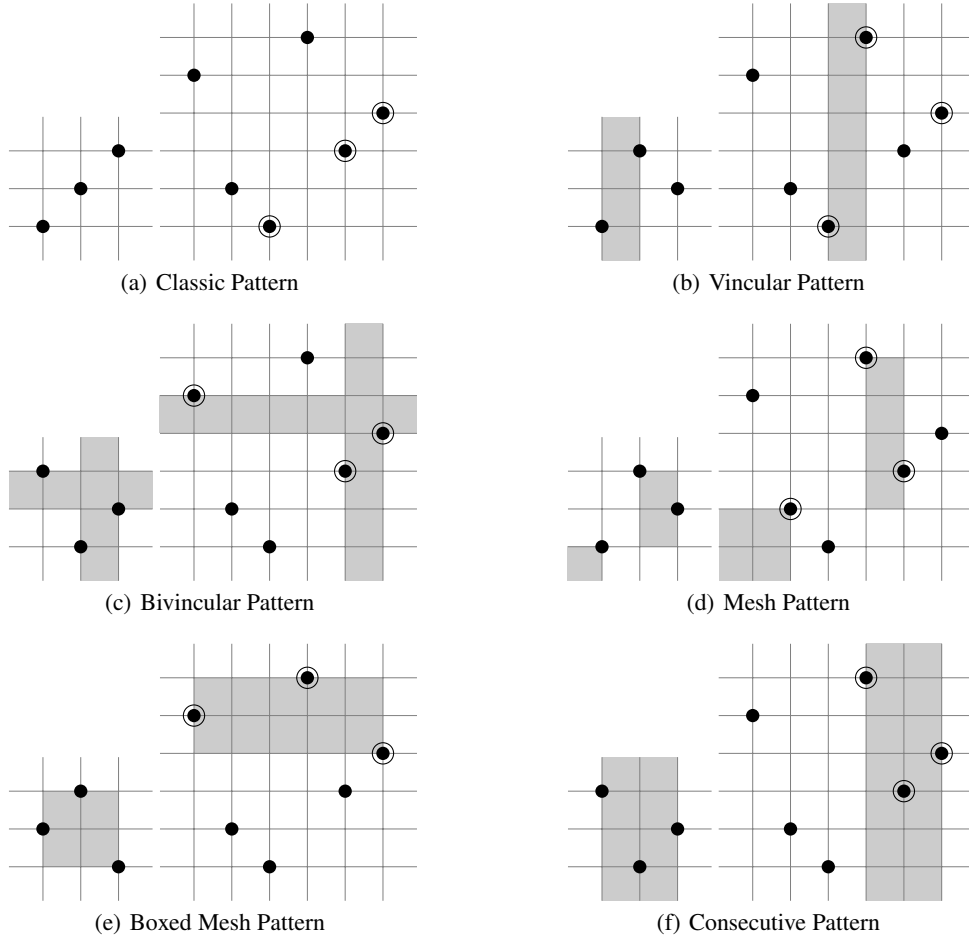 (a) Classic Pattern
(b) Vincular Pattern
(c) Bivincular Pattern
(d) Mesh Pattern
(e) Boxed Mesh Pattern
(f) Consecutive Pattern